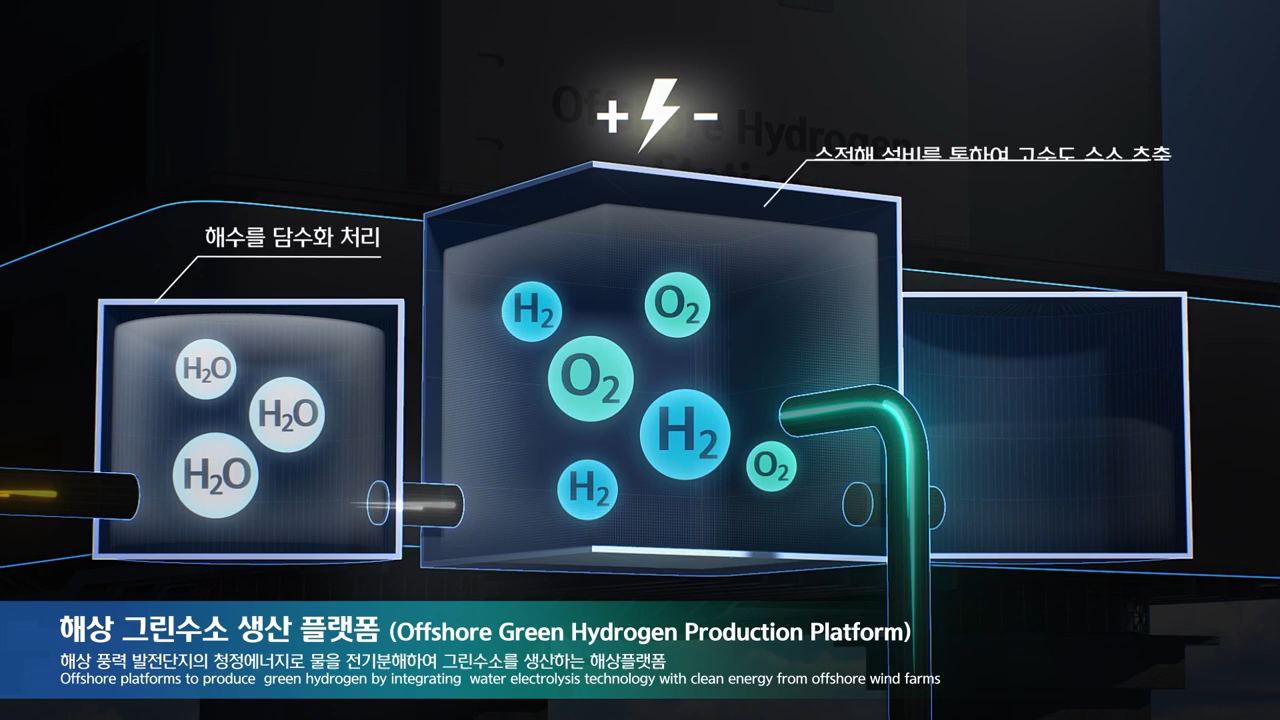 Offshore Hydrogen
Station
+ -
수전해 설비를 통하여 고순도 수소 추출
해수를 담수화 처리
H2
O2
O2
H2O
H2O
H2
H2O
O2
H2
해상 그린수소 생산 플랫폼 (Offshore Green Hydrogen Production Platform)
해상 풍력 발전단지의 청정에너지로 물을 전기분해하여 그린수소를 생산하는 해상플랫폼
Offshore platforms to produce green hydrogen by integrating water electrolysis technology with clean energy from offshore wind farms